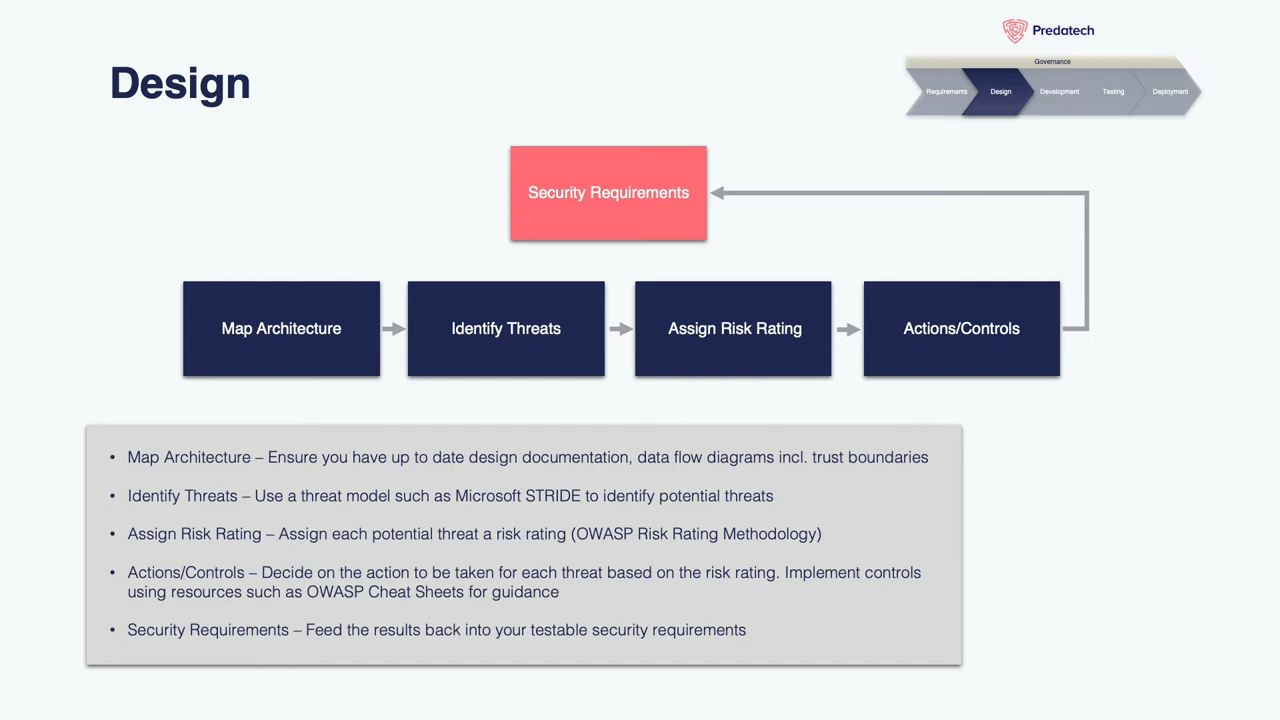 Predatech
Design
Governance
Requirements
Design
Development
Testing
Deployment
Security Requirements
Map Architecture
Identify Threats
Assign Risk Rating
Actions/Controls
• Map Architecture – Ensure you have up to date design documentation, data flow diagrams incl. trust boundaries
• Identify Threats – Use a threat model such as Microsoft STRIDE to identify potential threats
• Assign Risk Rating – Assign each potential threat a risk rating (OWASP Risk Rating Methodology)
• Actions/Controls – Decide on the action to be taken for each threat based on the risk rating. Implement controls
using resources such as OWASP Cheat Sheets for guidance
• Security Requirements – Feed the results back into your testable security requirements